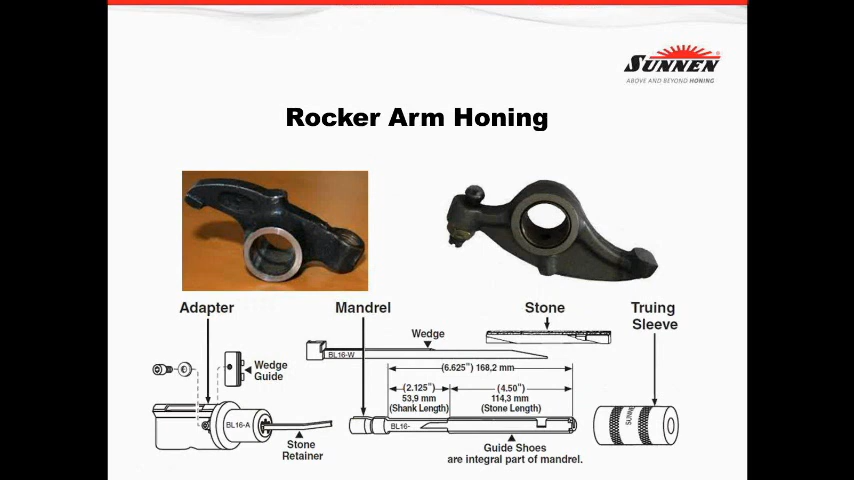 SUNNEN®
ABOVE AND BEYOND HONING
Rocker Arm Honing
Adapter
Mandrel
Stone
Truing
Sleeve
Wedge
BL16-W
Wedge
Guide
(6.625") 168,2 mm
(2.125")
53,9 mm
(Shank Length)
(4.50")
114,3 mm
(Stone Length)
BL16-A
BL16-
SUNNEN
Stone
Retainer
Guide Shoes
are integral part of mandrel.